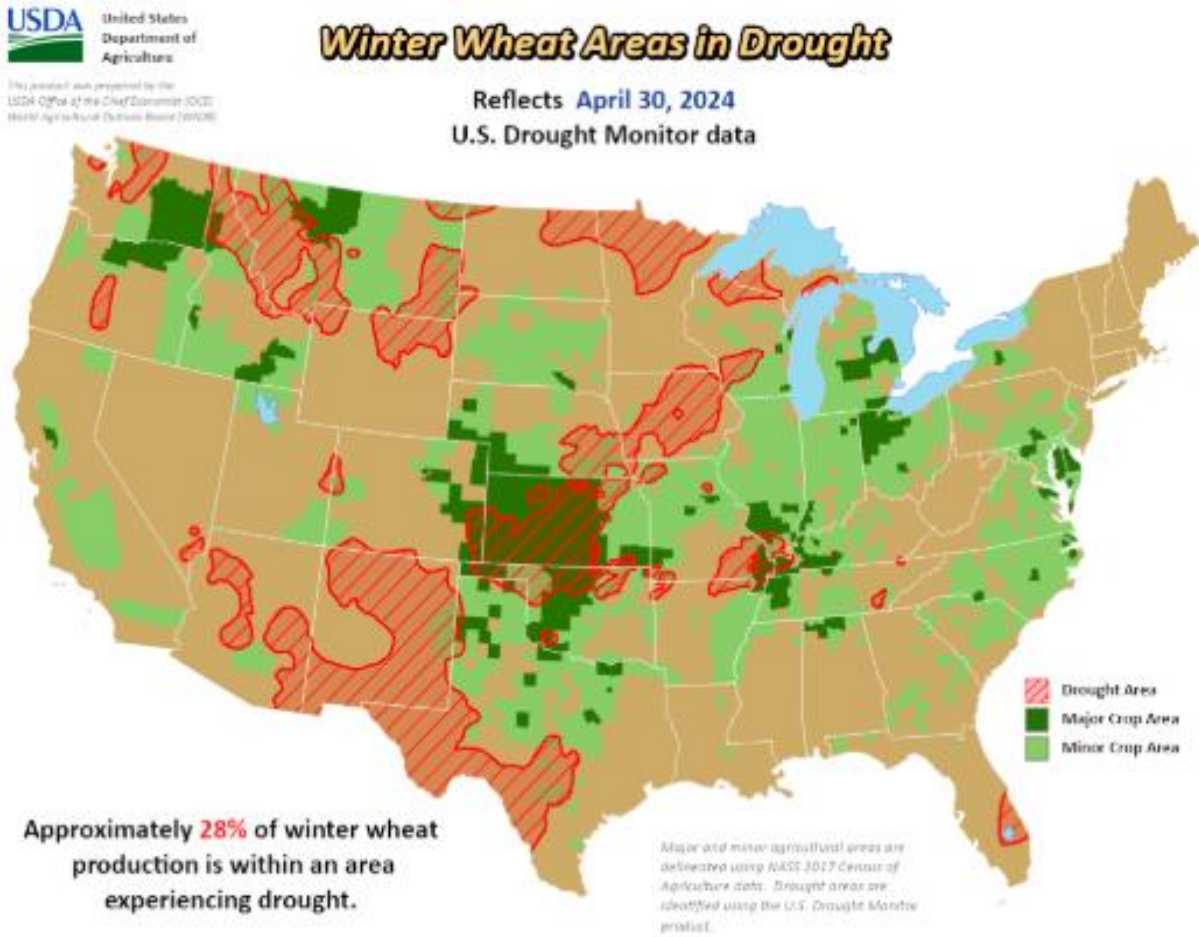 USDA
United States
Department of
Agriculture
This product was prepared by the
USDA Office of the Chief Economist (OCE)
World Agricultural Outlook Board (WAOB)
Winter Wheat Areas in Drought
Reflects April 30, 2024
U.S. Drought Monitor data
Drought Area
Major Crop Area
Minor Crop Area
Approximately 28% of winter wheat
production is within an area
experiencing drought.
Major and minor agricultural areas are
delineated using NASS 2017 Census of
Agriculture data. Drought areas are
identified using the U.S. Drought Monitor
product.